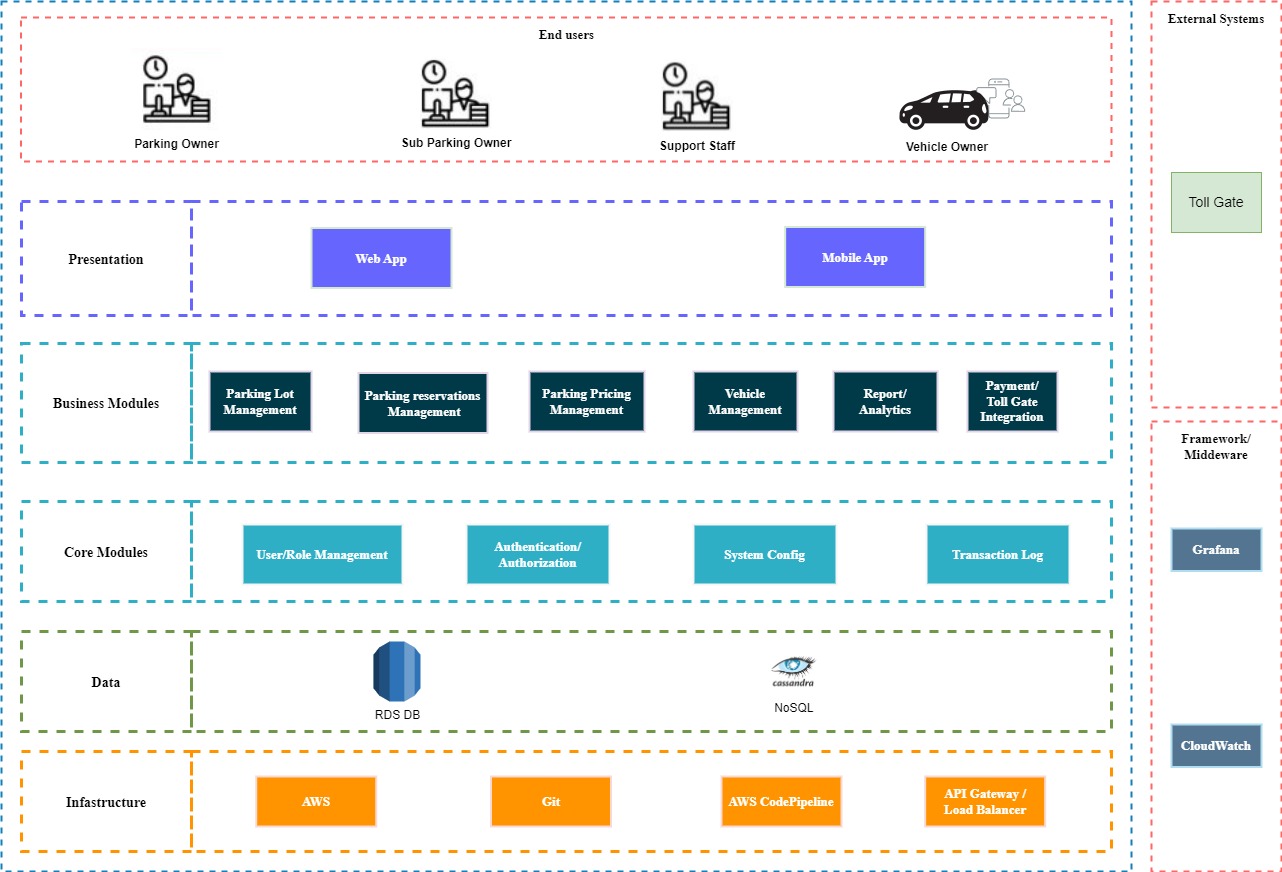 End users
External Systems
Parking Owner
Sub Parking Owner
Support Staff
Vehicle Owner
Toll Gate
Presentation
Web App
Mobile App
Business Modules
Parking Lot
Management
Parking reservations
Management
Parking Pricing
Management
Vehicle
Management
Report/
Analytics
Payment/
Toll Gate
Integration
Framework/
Middeware
Core Modules
User/Role Management
Authentication/
Authorization
System Config
Transaction Log
Grafana
Data
RDS DB
cassandra
NoSQL
CloudWatch
Infastructure
AWS
Git
AWS CodePipeline
API Gateway /
Load Balancer